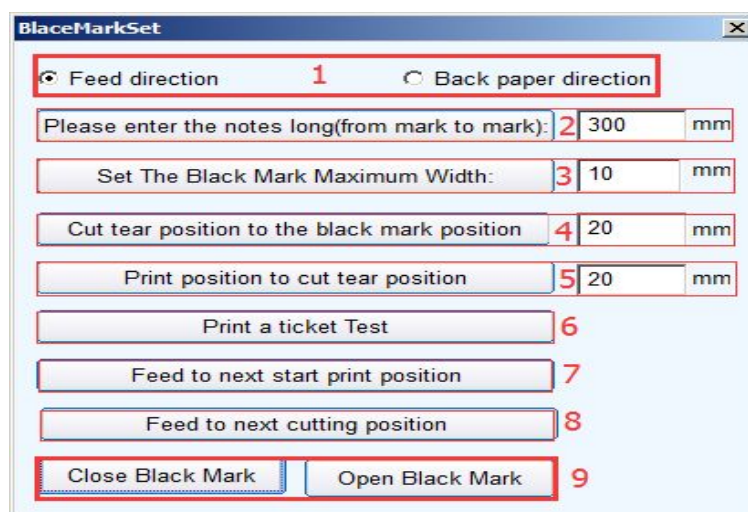 BlaceMarkSet
Feed direction 1 Back paper direction
Please enter the notes long(from mark to mark): 2 300 mm
Set The Black Mark Maximum Width: 3 10 mm
Cut tear position to the black mark position 4 20 mm
Print position to cut tear position 5 20 mm
Print a ticket Test 6
Feed to next start print position 7
Feed to next cutting position 8
Close Black Mark Open Black Mark 9